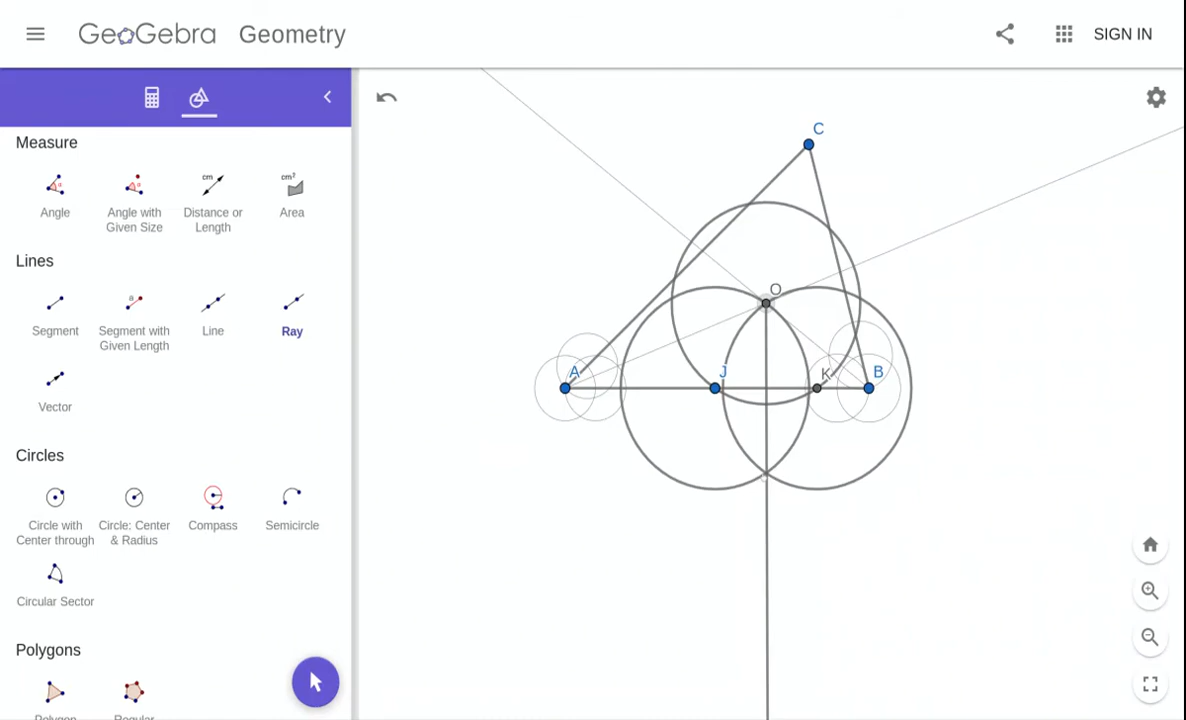 GeoGebra Geometry
SIGN IN
Measure
Angle
Angle with
Given Size
Distance or
Length
Area
Lines
Segment
Segment with
Given Length
Line
Ray
Vector
Circles
Circle with
Center through
Circle: Center
& Radius
Compass
Semicircle
Circular Sector
Polygons
Polygon
Regular
cm
cm²
α
α
a
C
O
A
J
K
B